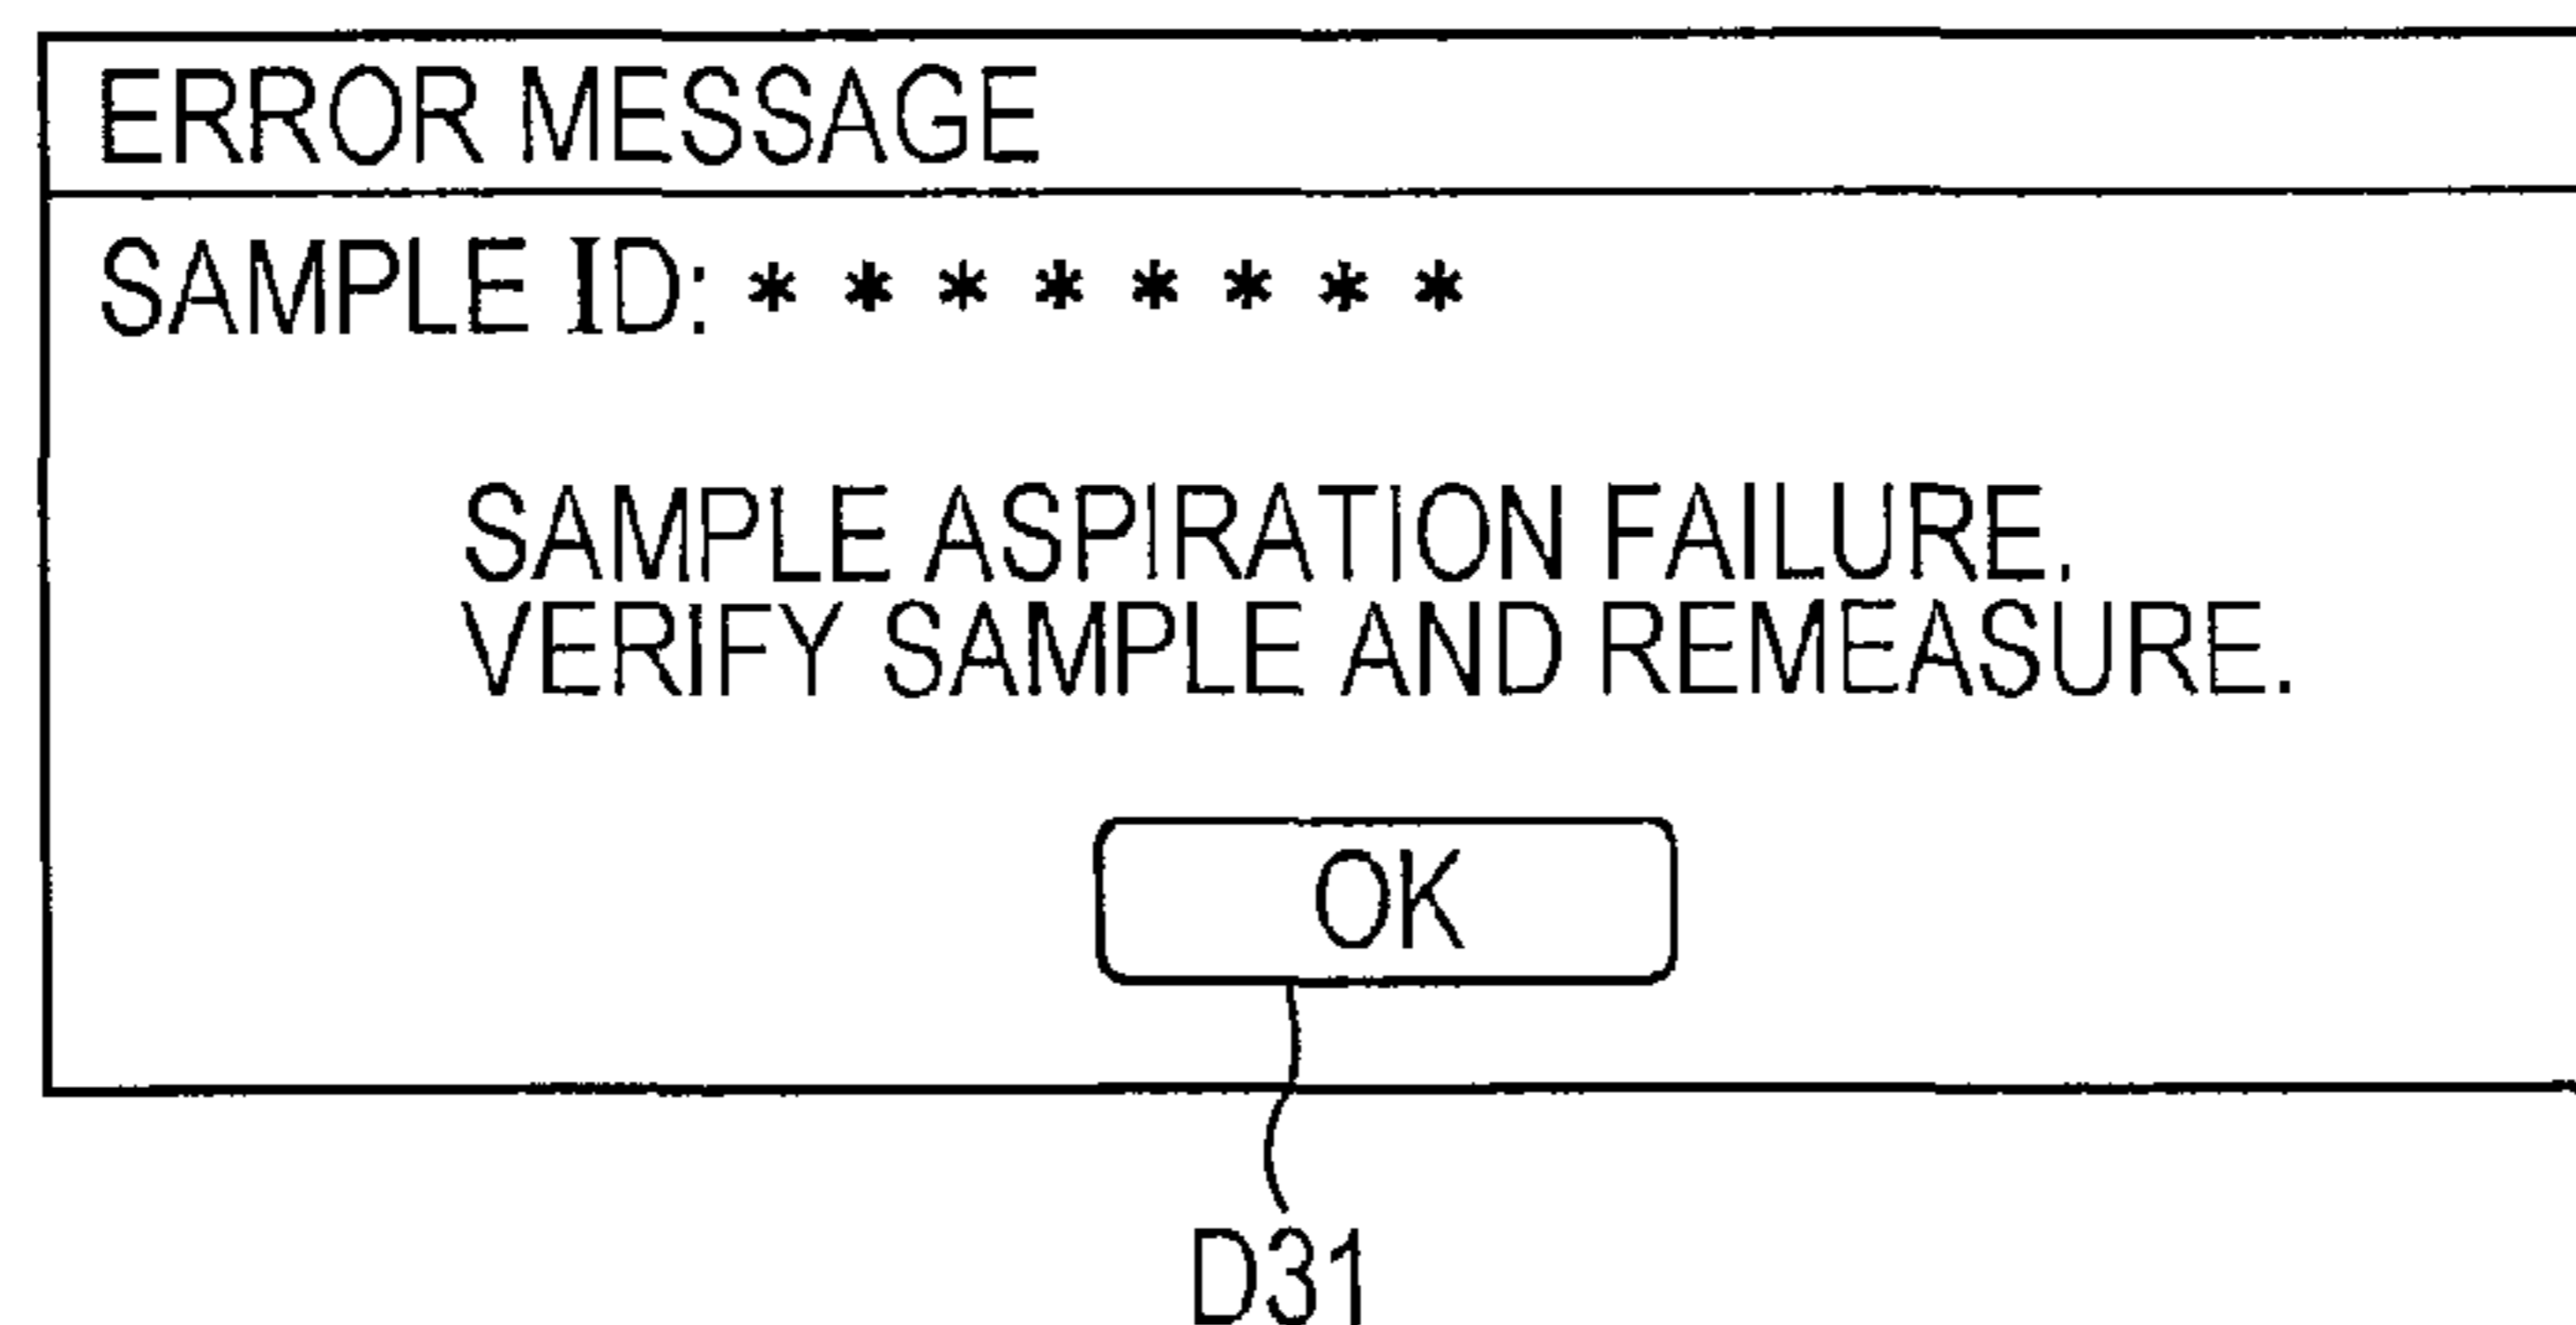 ERROR MESSAGE
SAMPLE ID: * * * * * * * *
SAMPLE ASPIRATION FAILURE.
VERIFY SAMPLE AND REMEASURE.
OK
D31